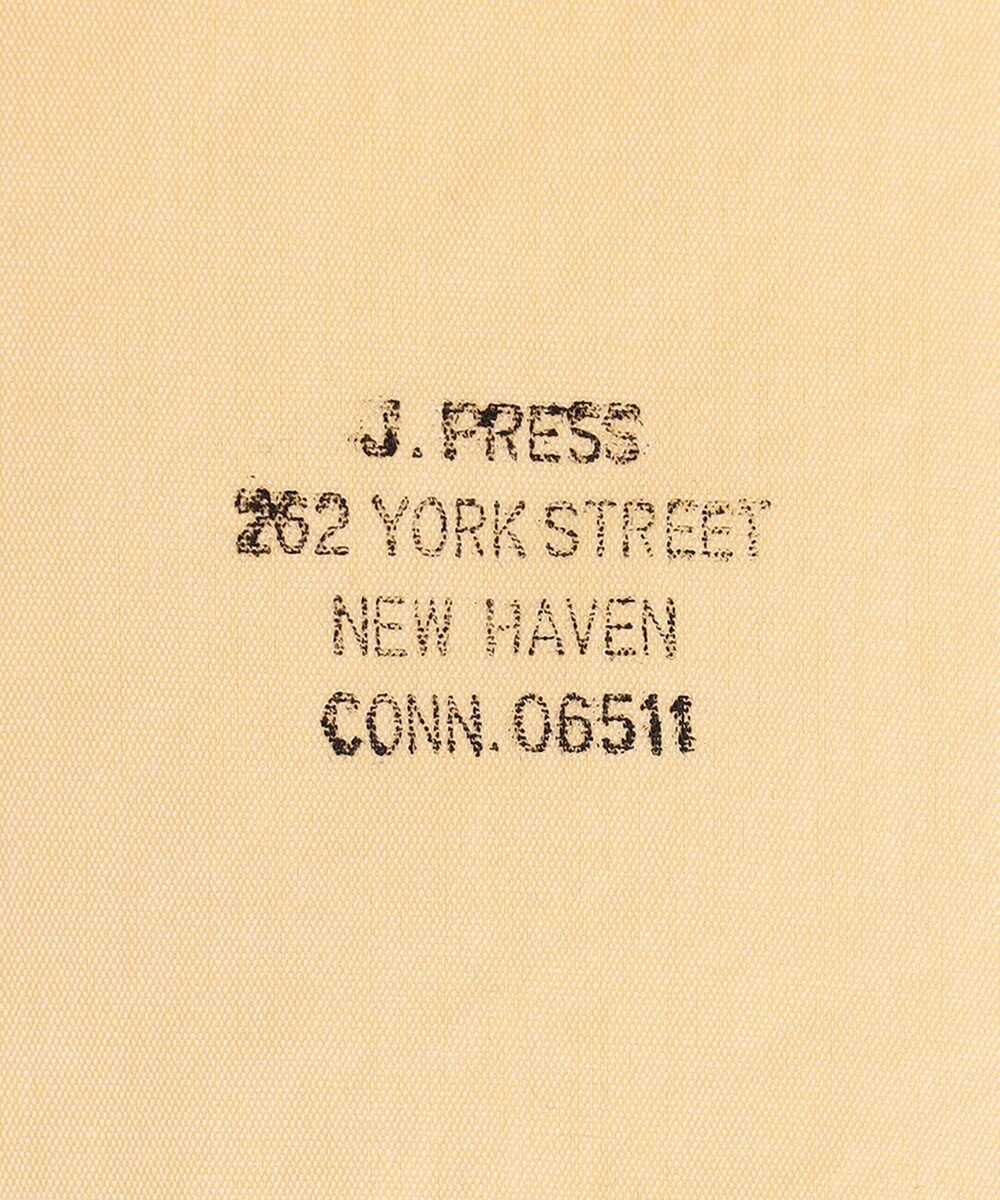 J. PRESS
262 YORK STREET
NEW HAVEN
CONN. 06511